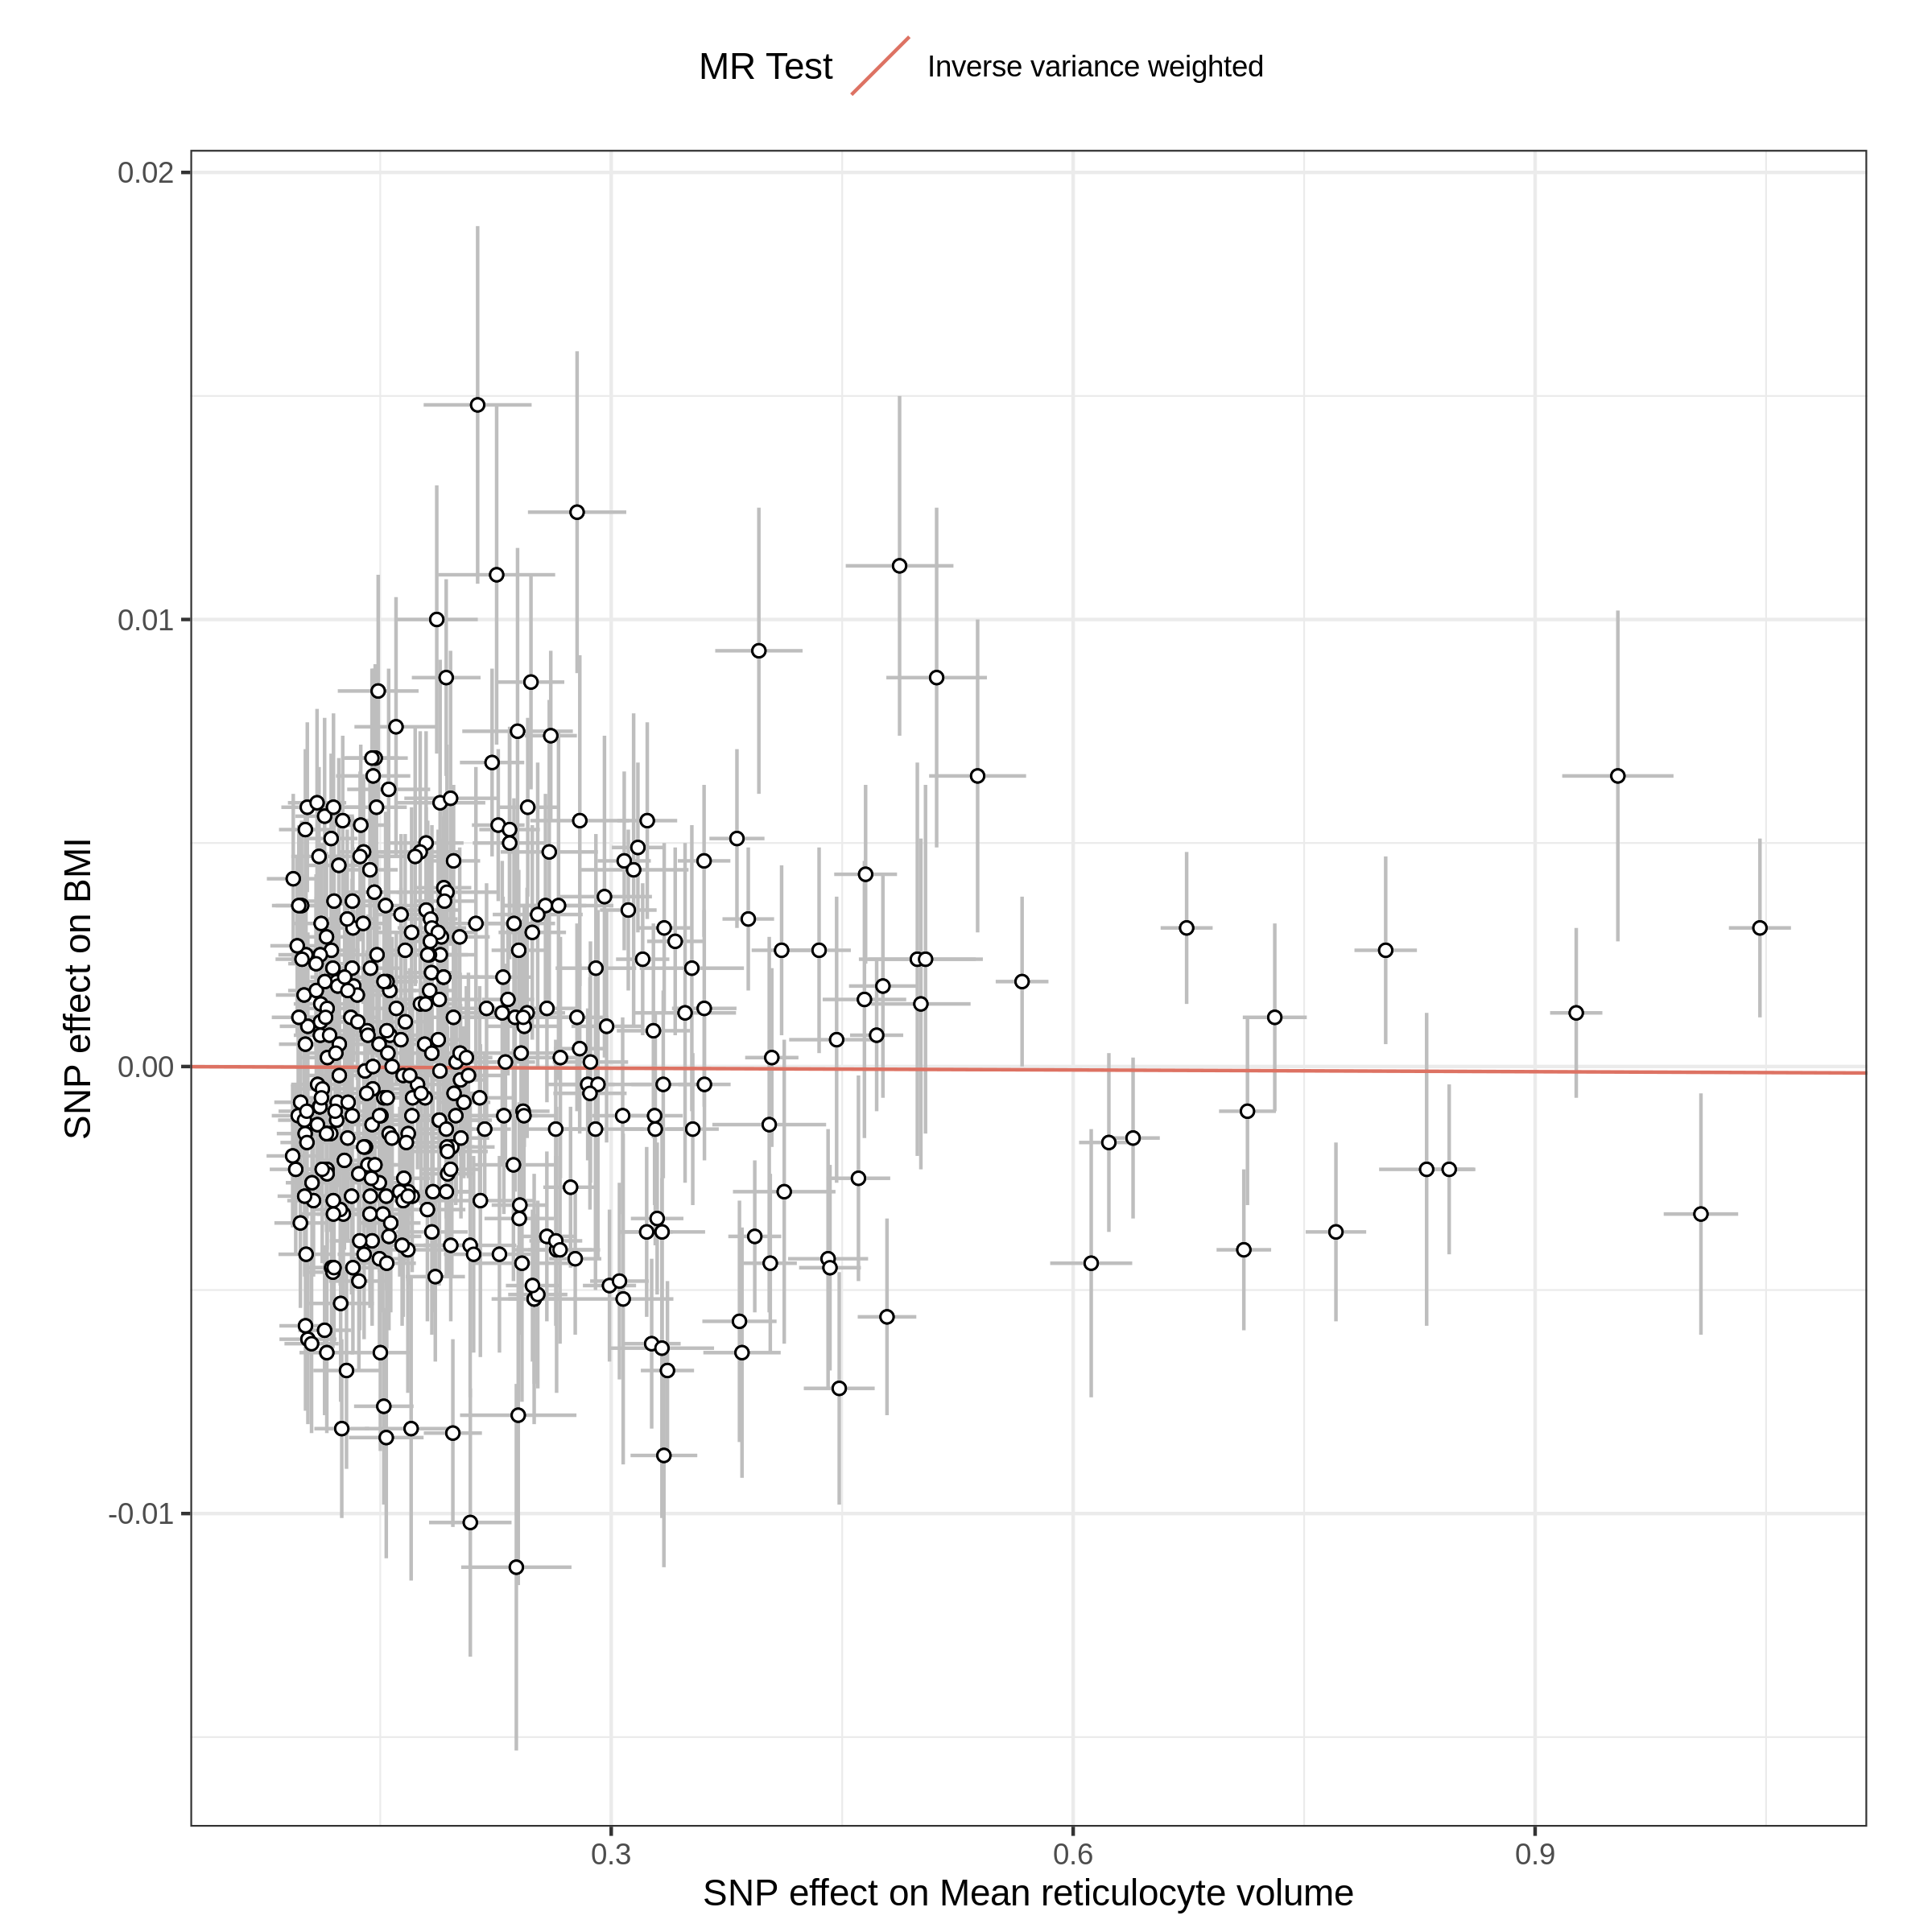 MR Test Inverse variance weighted
0.02
0.01
0.00
-0.01
SNP effect on BMI
0.3 0.6 0.9
SNP effect on Mean reticulocyte volume